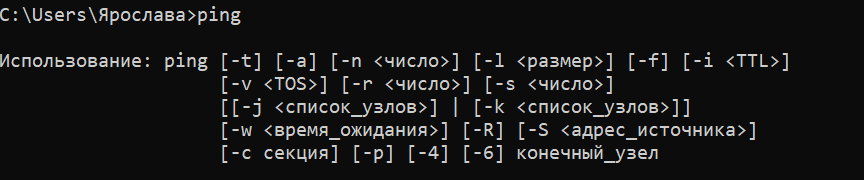 C:\Users\Ярослава>ping
Использование: ping [-t] [-a] [-n <число>] [-l <размер>] [-f] [-i <TTL>]
[-v <TOS>] [-r <число>] [-s <число>]
[[-j <список_узлов>] | [-k <список_узлов>]]
[-w <время_ожидания>] [-R] [-S <адрес_источника>]
[-c секция] [-p] [-4] [-6] конечный_узел